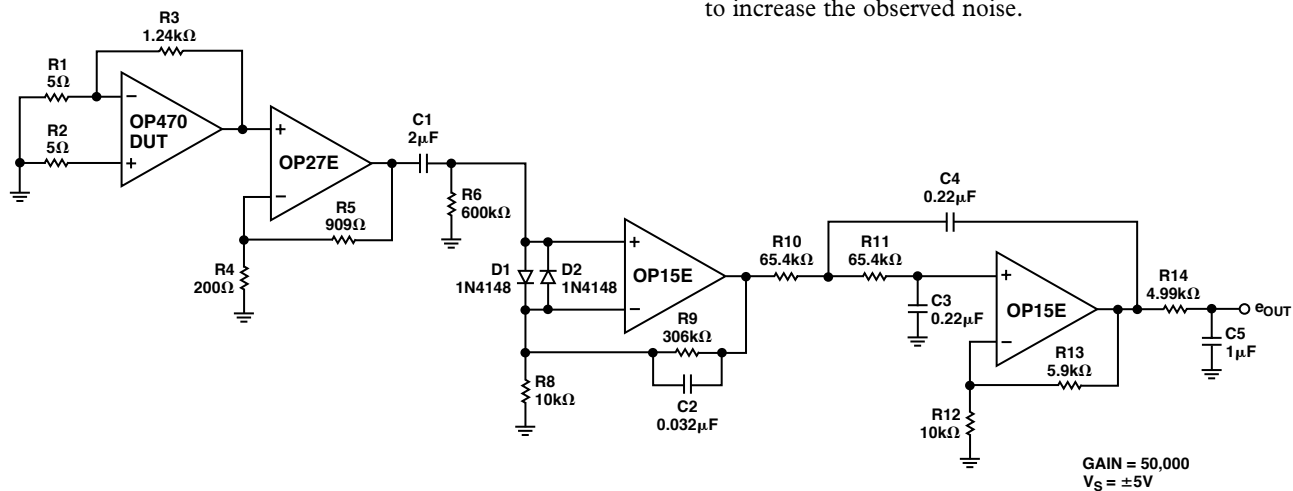 to increase the observed noise.
R3
1.24kΩ
R1
5Ω
R2
5Ω
−
+
OP470
DUT
+
−
OP27E
R5
909Ω
R4
200Ω
C1
2μF
R6
600kΩ
D1
1N4148
D2
1N4148
+
−
OP15E
R9
306kΩ
C2
0.032μF
R8
10kΩ
R10
65.4kΩ
R11
65.4kΩ
C4
0.22μF
C3
0.22μF
+
−
OP15E
R13
5.9kΩ
R12
10kΩ
R14
4.99kΩ
eOUT
C5
1μF
GAIN = 50,000
VS = ±5V